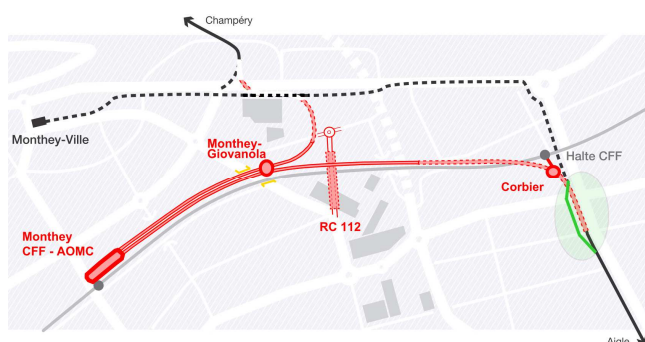 Champéry
Monthey-Ville
Monthey-
Giovanola
Halte CFF
Corbier
RC 112
Monthey
CFF - AOMC
Aigle